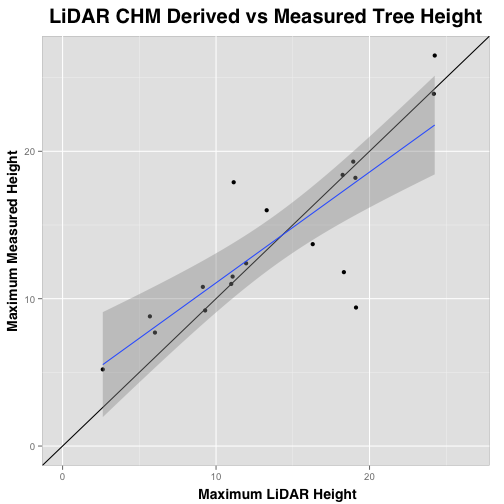 LiDAR CHM Derived vs Measured Tree Height
Maximum Measured Height
20
10
0
0 10 20
Maximum LiDAR Height